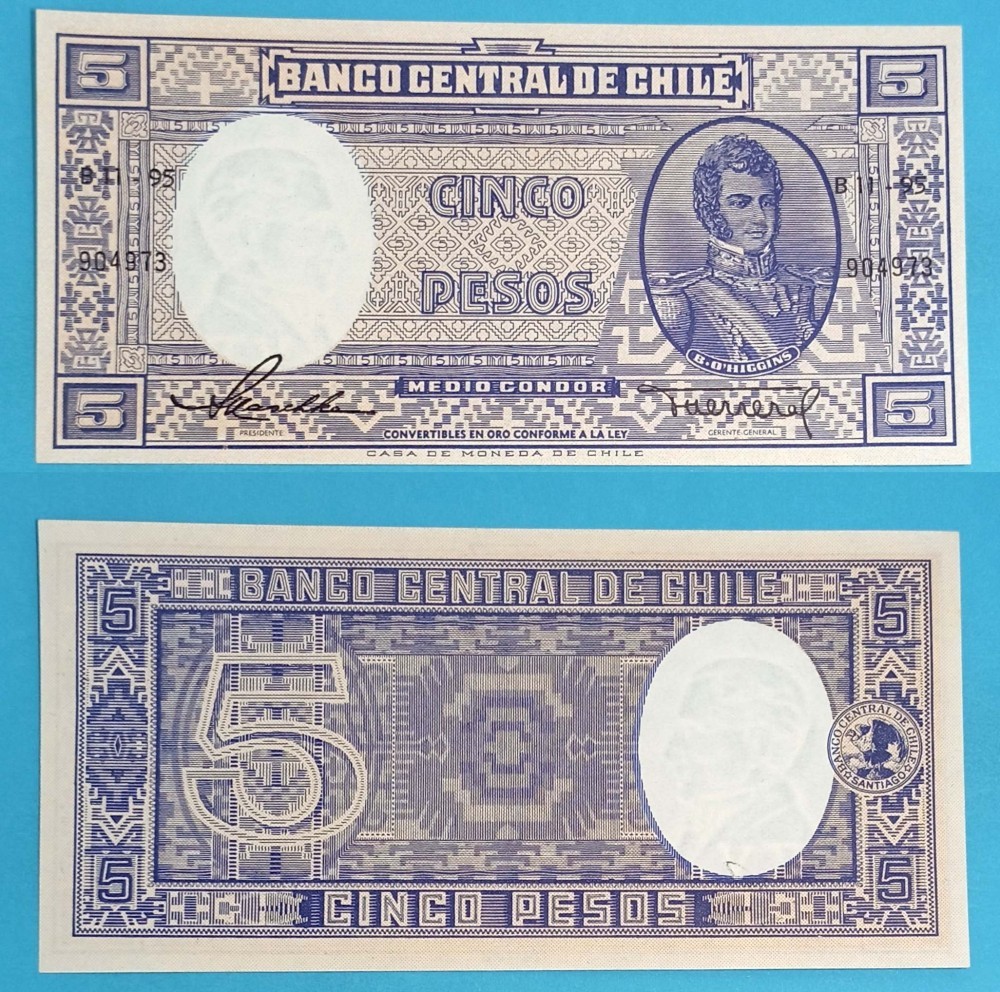 5 BANCO CENTRAL DE CHILE 5
B 11 - 95 B 11 - 95
CINCO
904973 904973
PESOS
B. O'HIGGINS
5 MEDIO CONDOR 5
PRESIDENTE CONVERTIBLES EN ORO CONFORME A LA LEY GERENTE GENERAL
CASA DE MONEDA DE CHILE
BANCO CENTRAL DE CHILE
5 5
5
BANCO CENTRAL DE CHILE
SANTIAGO
5 5
CINCO PESOS